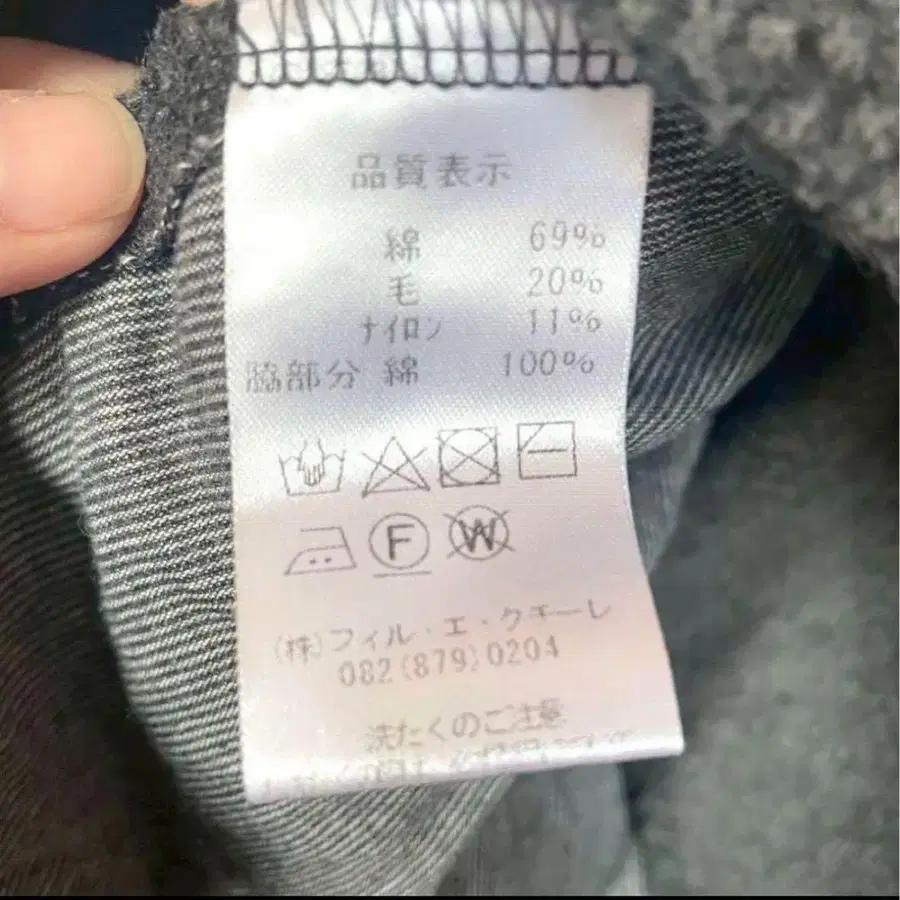 品質表示
綿 69%
毛 20%
ナイロン 11%
脇部分 綿 100%
F W
(株)フィル・エ・クチーレ
082(879)0204
洗たくのご注意